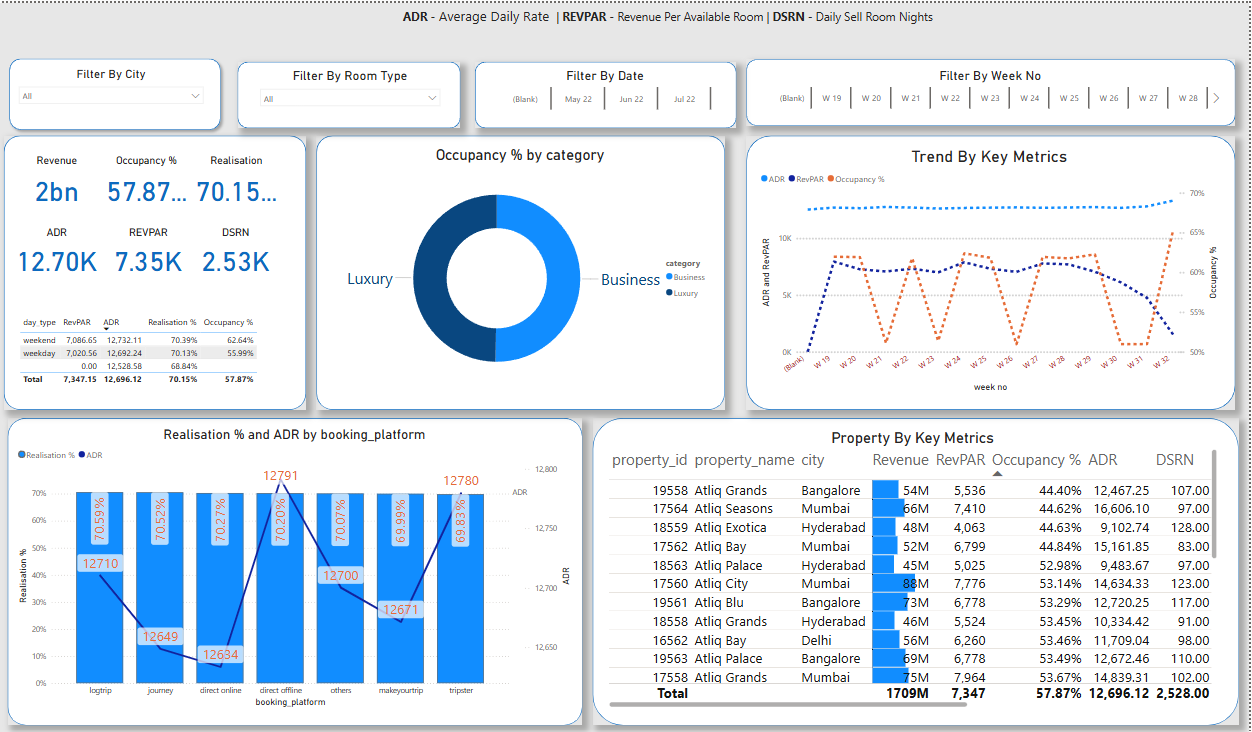 ADR - Average Daily Rate | REVPAR - Revenue Per Available Room | DSRN - Daily Sell Room Nights
Filter By City
All
Filter By Room Type
All
Filter By Date
(Blank) May 22 Jun 22 Jul 22
Filter By Week No
(Blank) W 19 W 20 W 21 W 22 W 23 W 24 W 25 W 26 W 27 W 28
Revenue Occupancy % Realisation
2bn 57.87... 70.15...
ADR REVPAR DSRN
12.70K 7.35K 2.53K
day_type RevPAR ADR Realisation % Occupancy %
weekend 7,086.65 12,732.11 70.39% 62.64%
weekday 7,020.56 12,692.24 70.13% 55.99%
0.00 12,528.58 68.84%
Total 7,347.15 12,696.12 70.15% 57.87%
Occupancy % by category
Luxury
Business
category
Business
Luxury
Trend By Key Metrics
ADR RevPAR Occupancy %
ADR and RevPAR
10K
5K
0K
70%
65%
60%
55%
50%
Occupancy %
(Blank) W 19 W 20 W 21 W 22 W 23 W 24 W 25 W 26 W 27 W 28 W 29 W 30 W 31 W 32
week no
Realisation % and ADR by booking_platform
Realisation % ADR
Realisation %
70%
60%
50%
40%
30%
20%
10%
0%
70.59% 70.52% 70.27% 70.20% 70.07% 69.99% 69.83%
12710 12649 12634 12791 12700 12671 12780
12,800
ADR
12,750
12,700
12,650
ADR
logtrip journey direct online direct offline others makeyourtrip tripster
booking_platform
Property By Key Metrics
property_id property_name city Revenue RevPAR Occupancy % ADR DSRN
19558 Atliq Grands Bangalore 54M 5,536 44.40% 12,467.25 107.00
17564 Atliq Seasons Mumbai 66M 7,410 44.62% 16,606.10 97.00
18559 Atliq Exotica Hyderabad 48M 4,063 44.63% 9,102.74 128.00
17562 Atliq Bay Mumbai 52M 6,799 44.84% 15,161.85 83.00
18563 Atliq Palace Hyderabad 45M 5,025 52.98% 9,483.67 97.00
17560 Atliq City Mumbai 88M 7,776 53.14% 14,634.33 123.00
19561 Atliq Blu Bangalore 73M 6,778 53.29% 12,720.25 117.00
18558 Atliq Grands Hyderabad 46M 5,524 53.45% 10,334.42 91.00
16562 Atliq Bay Delhi 56M 6,260 53.46% 11,709.04 98.00
19563 Atliq Palace Bangalore 69M 6,778 53.49% 12,672.46 110.00
17558 Atliq Grands Mumbai 75M 7,964 53.67% 14,839.31 102.00
Total 1709M 7,347 57.87% 12,696.12 2,528.00